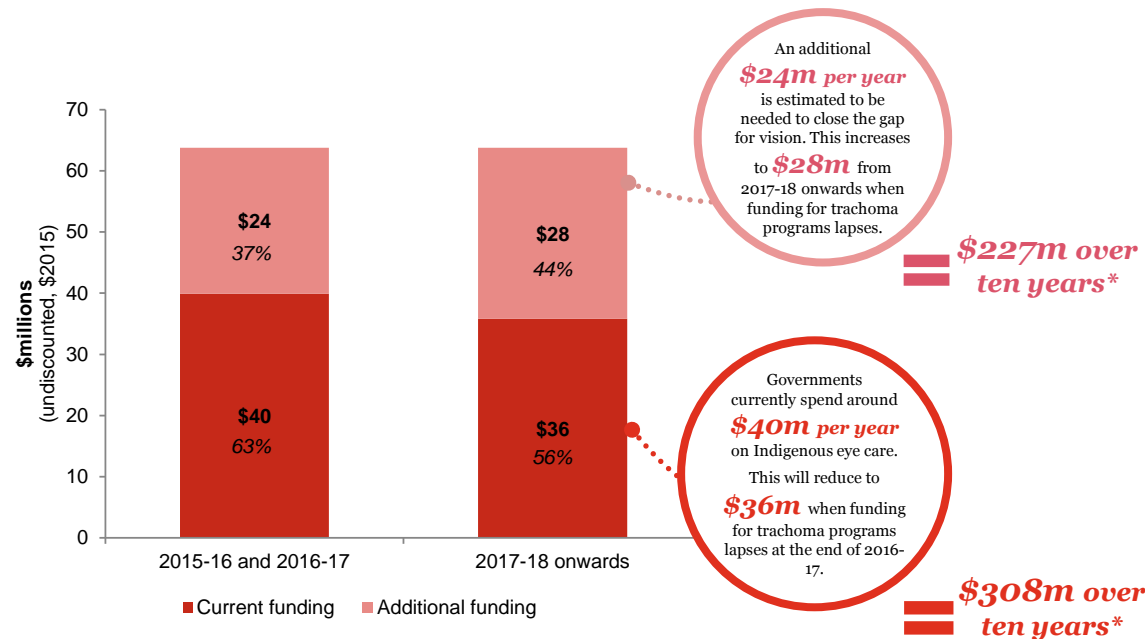 An additional
$24m per year
is estimated to be
needed to close the gap
for vision. This increases
to $28m from
2017-18 onwards when
funding for trachoma
programs lapses.
$227m over
ten years*
$millions
(undiscounted, $2015)
70
60
50
40
30
20
10
0
$24
37%
$40
63%
$28
44%
$36
56%
2015-16 and 2016-17
2017-18 onwards
Current funding
Additional funding
Governments
currently spend around
$40m per year
on Indigenous eye care.
This will reduce to
$36m when funding
for trachoma programs
lapses at the end of 2016-
17.
$308m over
ten years*